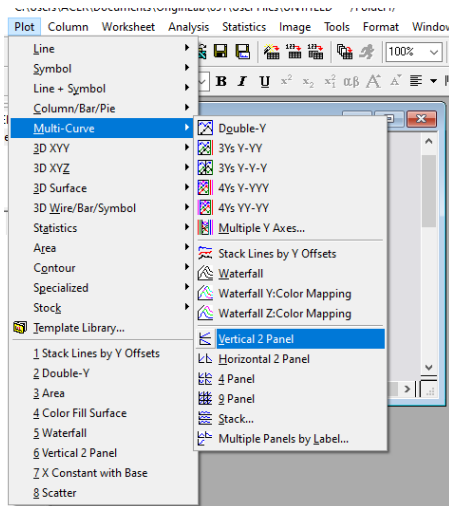 Plot Column Worksheet Analysis Statistics Image Tools Format Window
100%
B I U αβ A A
Line
Symbol
Line + Symbol
Column/Bar/Pie
Multi-Curve
3D XYY
3D XYZ
3D Surface
3D Wire/Bar/Symbol
Statistics
Area
Contour
Specialized
Stock
Template Library...
1 Stack Lines by Y Offsets
2 Double-Y
3 Area
4 Color Fill Surface
5 Waterfall
6 Vertical 2 Panel
7 X Constant with Base
8 Scatter
Double-Y
3Ys Y-YY
3Ys Y-Y-Y
4Ys Y-YYY
4Ys YY-YY
Multiple Y Axes...
Stack Lines by Y Offsets
Waterfall
Waterfall Y:Color Mapping
Waterfall Z:Color Mapping
Vertical 2 Panel
Horizontal 2 Panel
4 Panel
9 Panel
Stack...
Multiple Panels by Label...